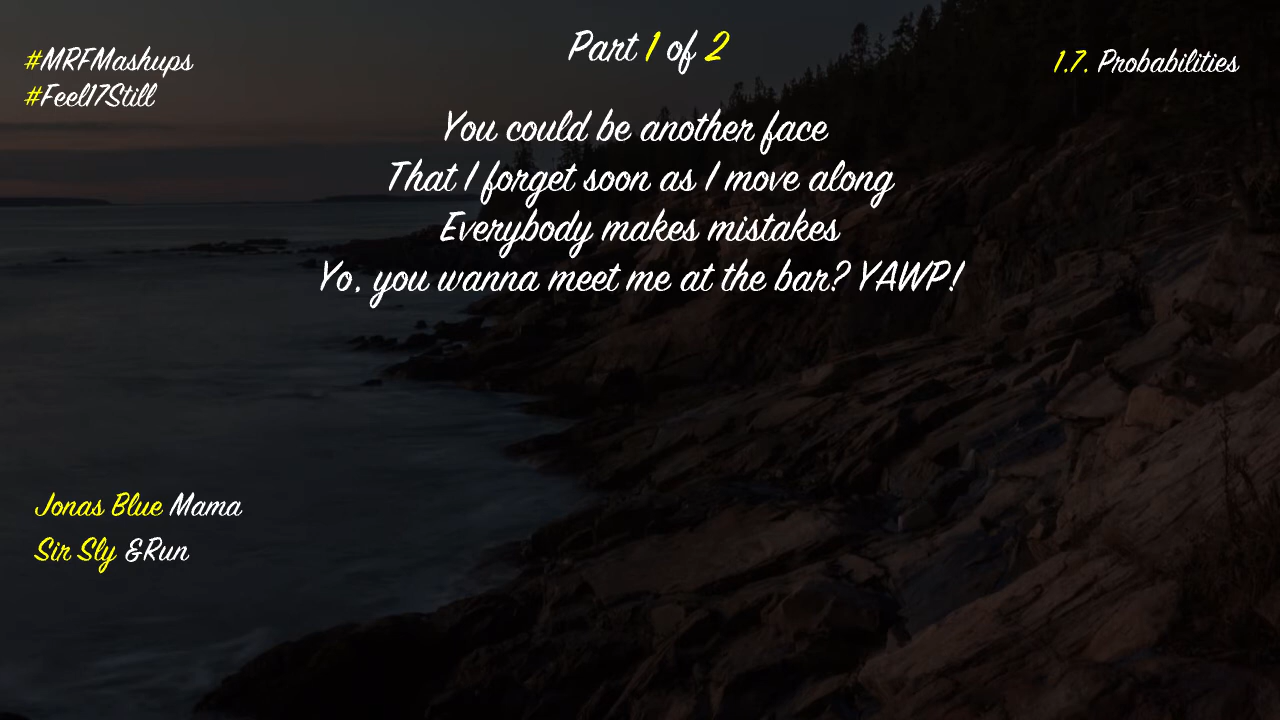 #MRFMashups
#Feel17Still
Part 1 of 2
1.7. Probabilities
You could be another face
That I forget soon as I move along
Everybody makes mistakes
Yo, you wanna meet me at the bar? YAWP!
Jonas Blue Mama
Sir Sly &Run